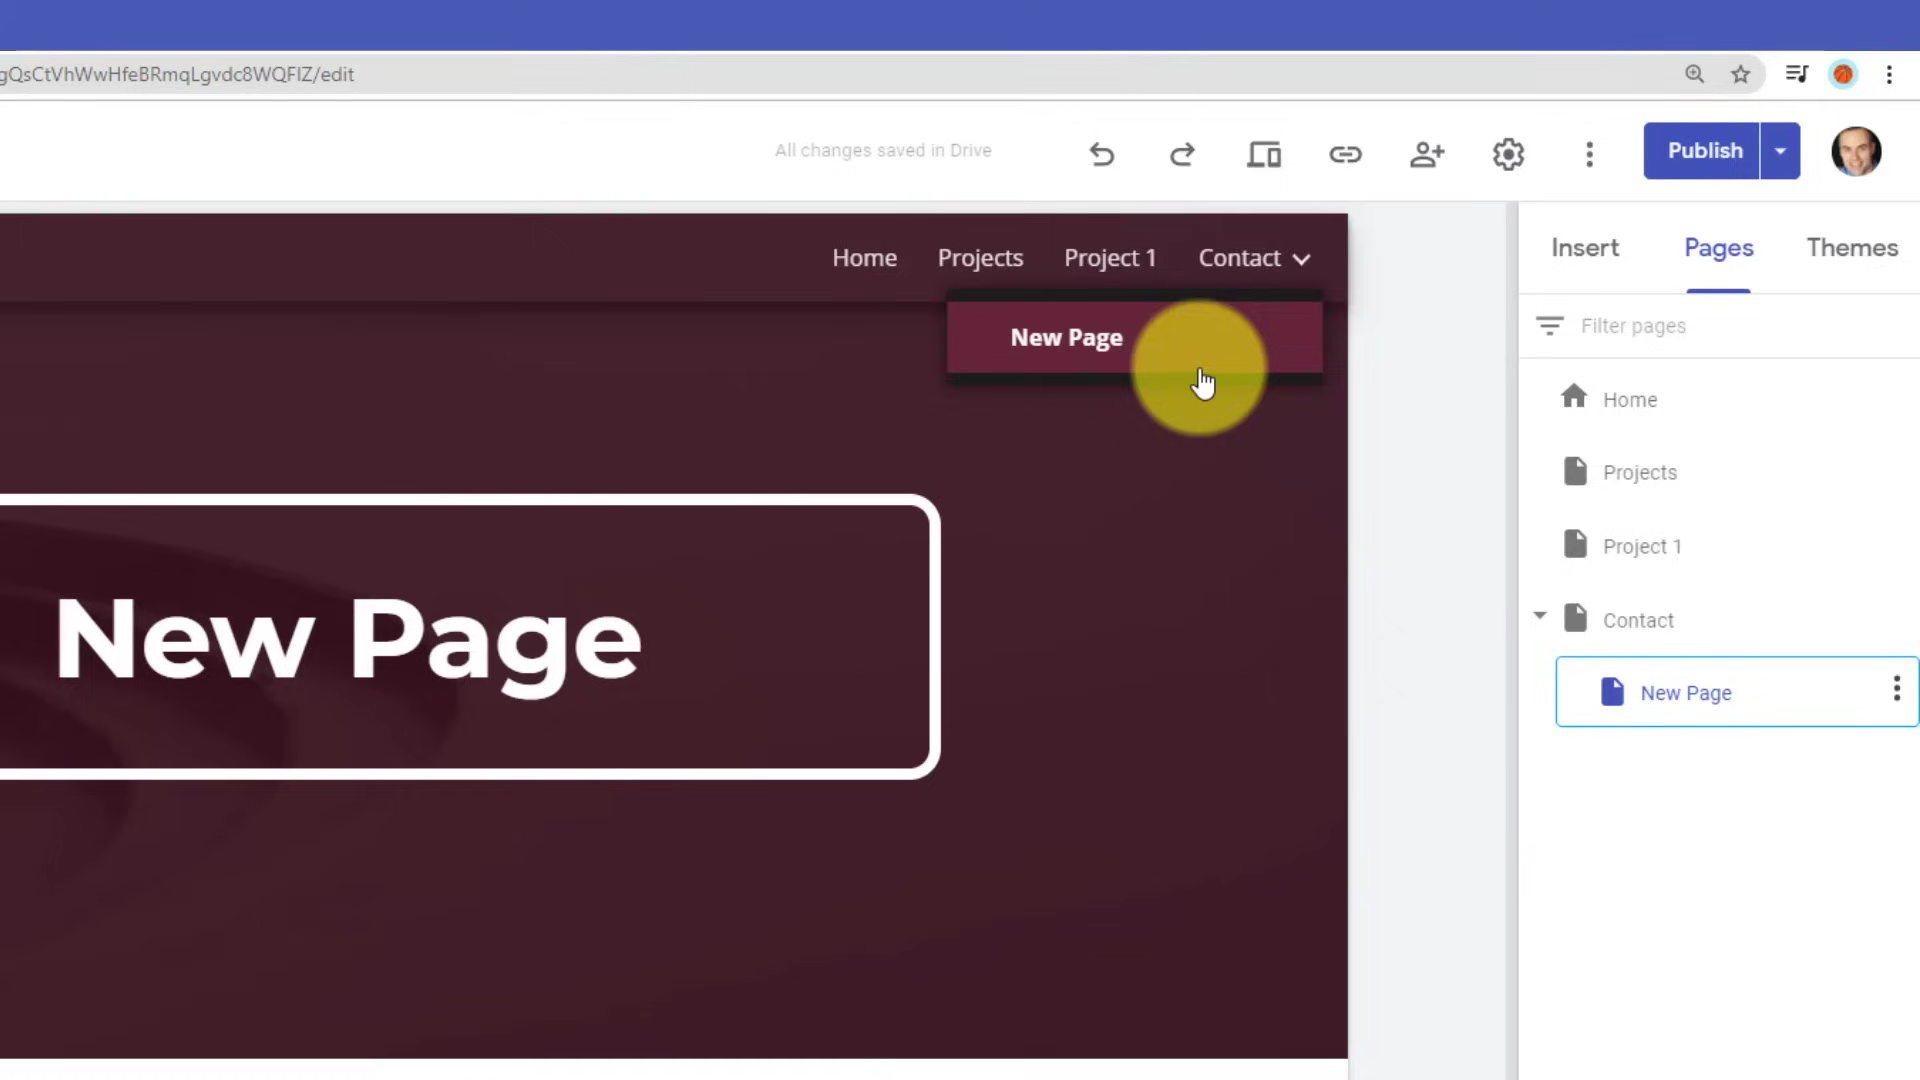 gQsCtVhWwHfeBRmqLgvdc8WQFlZ/edit
All changes saved in Drive
Publish
Home Projects Project 1 Contact
New Page
New Page
Insert Pages Themes
Filter pages
Home
Projects
Project 1
Contact
New Page